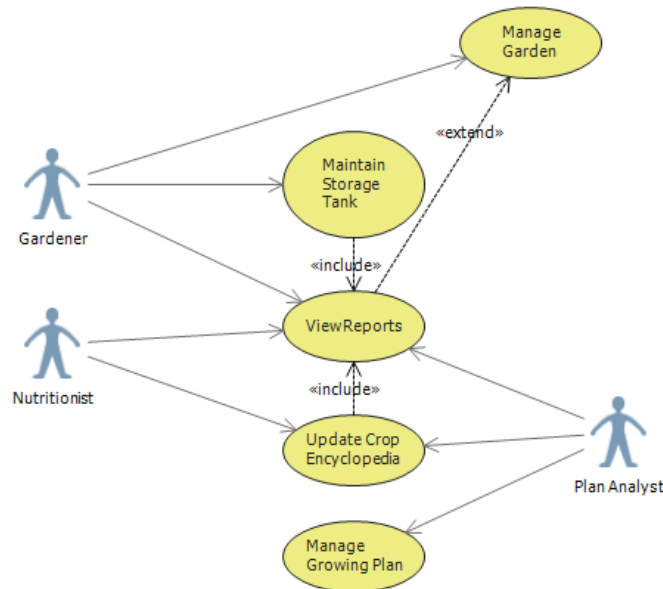 Manage
Garden
«extend»
Maintain
Storage
Tank
Gardener
«include»
ViewReports
Nutritionist
«include»
Update Crop
Encyclopedia
Plan Analyst
Manage
Growing Plan